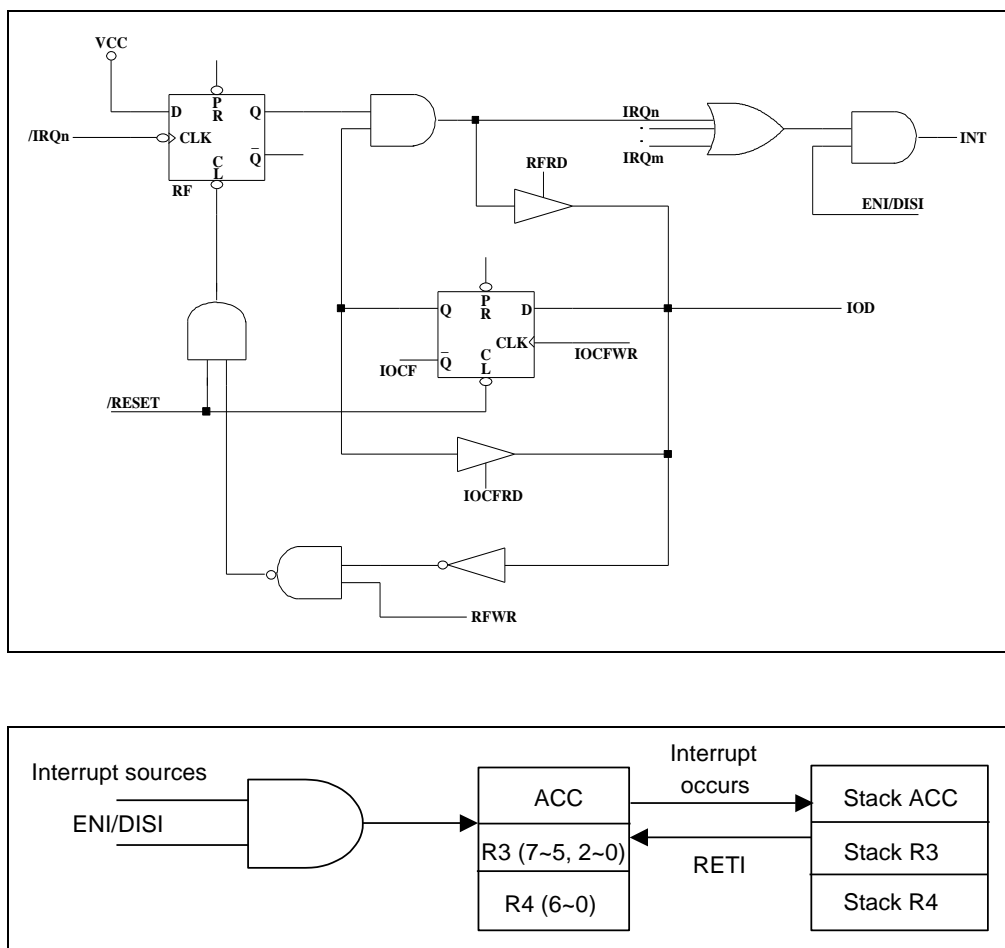 VCC
P
R
D
Q
/IRQn
CLK
Q
C
L
RF
IRQn
:
IRQm
INT
RFRD
ENI/DISI
P
R
Q
D
IOD
CLK
IOCFWR
IOCF
Q
C
L
/RESET
IOCFRD
RFWR
Interrupt sources
ENI/DISI
ACC
R3 (7~5, 2~0)
R4 (6~0)
Interrupt
occurs
RETI
Stack ACC
Stack R3
Stack R4